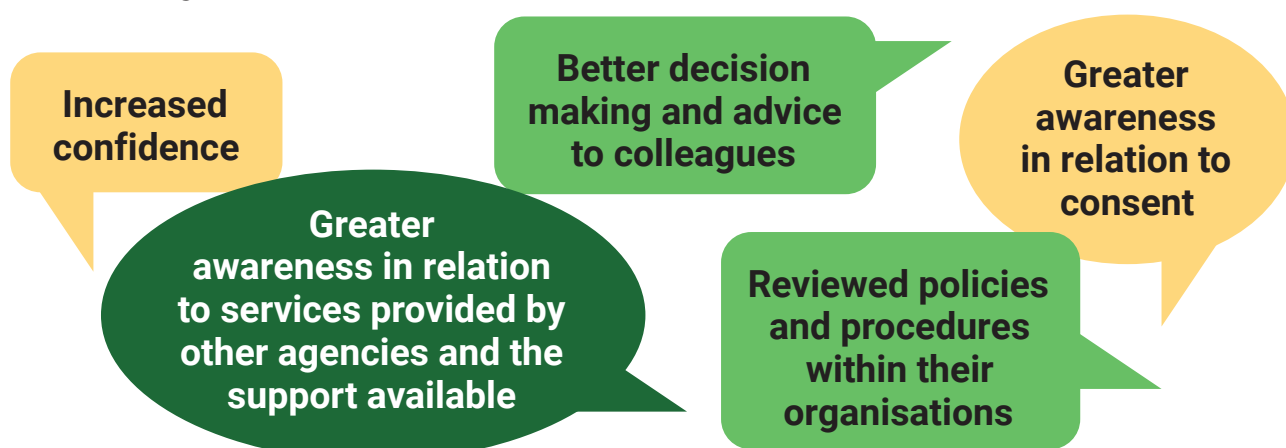 Increased
confidence
Better decision
making and advice
to colleagues
Greater
awareness
in relation to
consent
Greater
awareness in relation
to services provided by
other agencies and the
support available
Reviewed policies
and procedures
within their
organisations